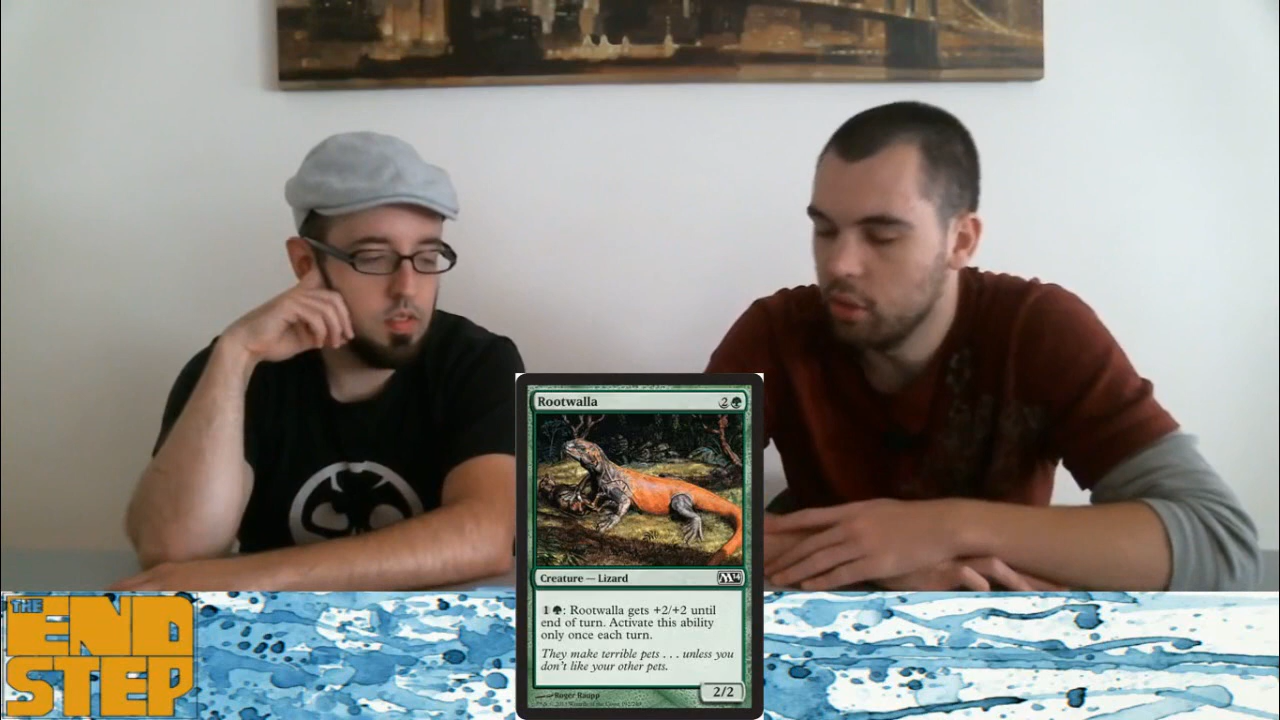 Rootwalla 2
Creature — Lizard M14
1 : Rootwalla gets +2/+2 until
end of turn. Activate this ability
only once each turn.
They make terrible pets . . . unless you
don't like your other pets.
Roger Raupp
2/2
THE
END
STEP